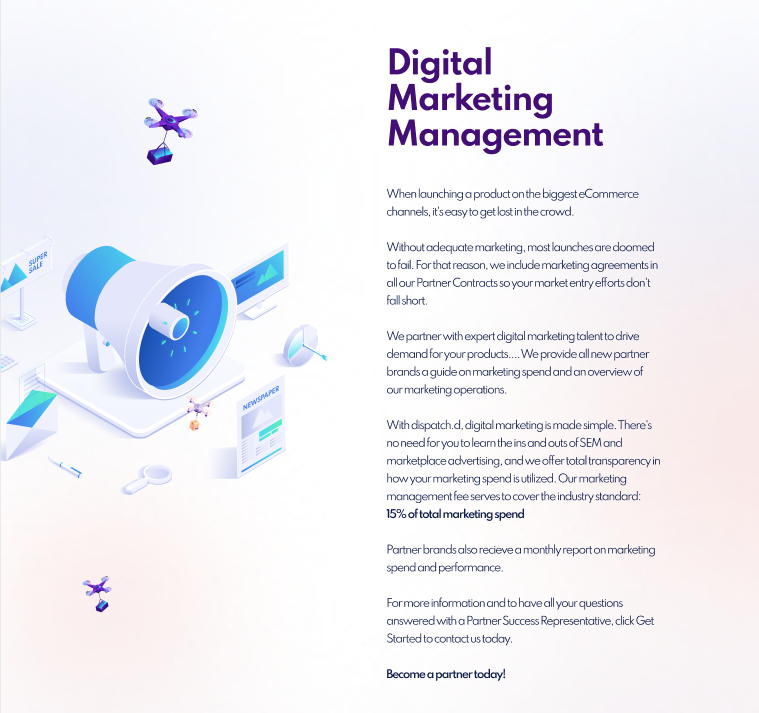 Digital
Marketing
Management
When launching a product on the biggest eCommerce
channels, it's easy to get lost in the crowd.
Without adequate marketing, most launches are doomed
to fail. For that reason, we include marketing agreements in
all our Partner Contracts so your market entry efforts don't
fall short.
We partner with expert digital marketing talent to drive
demand for your products.... We provide all new partner
brands a guide on marketing spend and an overview of
our marketing operations.
With dispatch.d, digital marketing is made simple. There's
no need for you to learn the ins and outs of SEM and
marketplace advertising, and we offer total transparency in
how your marketing spend is utilized. Our marketing
management fee serves to cover the industry standard:
15% of total marketing spend
Partner brands also recieve a monthly report on marketing
spend and performance.
For more information and to have all your questions
answered with a Partner Success Representative, click Get
Started to contact us today.
Become a partner today!
SUPER
SALE
NEWSPAPER